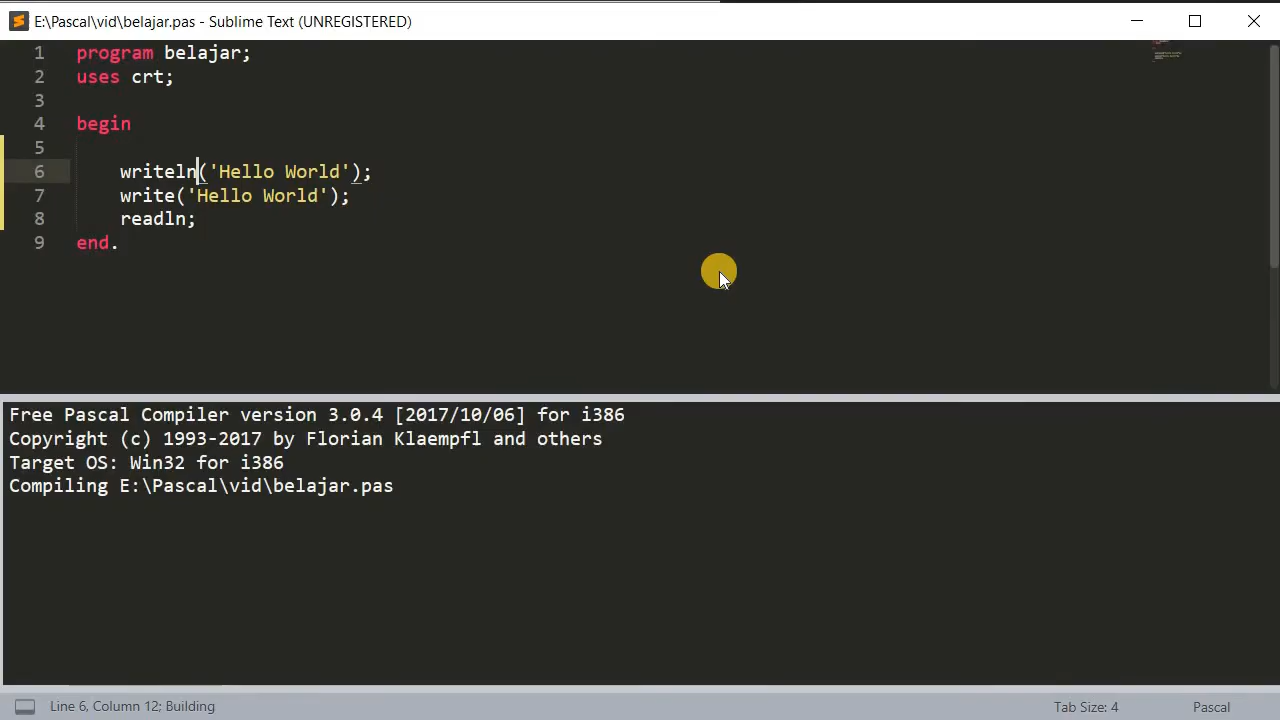 E:\Pascal\vid\belajar.pas - Sublime Text (UNREGISTERED)
1 program belajar;
2 uses crt;
3
4 begin
5
6 writeln('Hello World');
7 write('Hello World');
8 readln;
9 end.
Free Pascal Compiler version 3.0.4 [2017/10/06] for i386
Copyright (c) 1993-2017 by Florian Klaempfl and others
Target OS: Win32 for i386
Compiling E:\Pascal\vid\belajar.pas
Line 6, Column 12; Building Tab Size: 4 Pascal